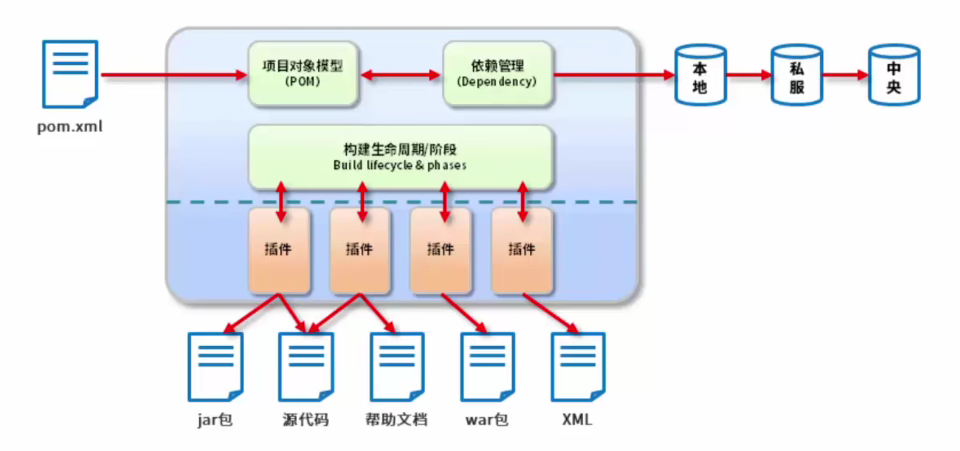 pom.xml
项目对象模型
(POM)
依赖管理
(Dependency)
本
地
私
服
中
央
构建生命周期/阶段
Build lifecycle & phases
插件
插件
插件
插件
jar包
源代码
帮助文档
war包
XML